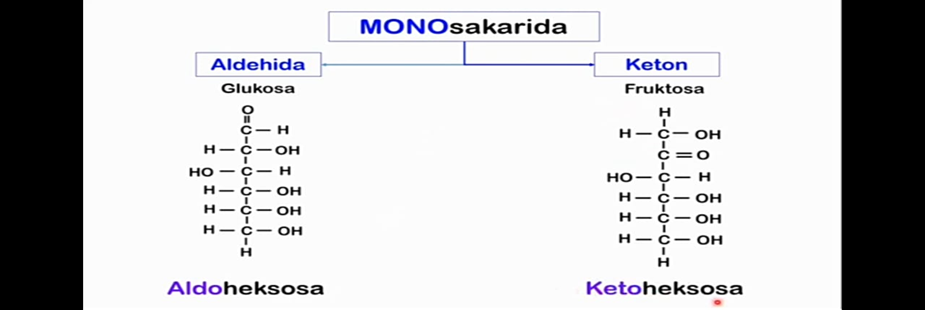 MONOsakarida
Aldehida
Glukosa
O
C — H
H — C — OH
HO — C — H
H — C — OH
H — C — OH
H — C — OH
H
Aldoheksosa
Keton
Fruktosa
H
H — C — OH
C = O
HO — C — H
H — C — OH
H — C — OH
H — C — OH
H
Ketoheksosa